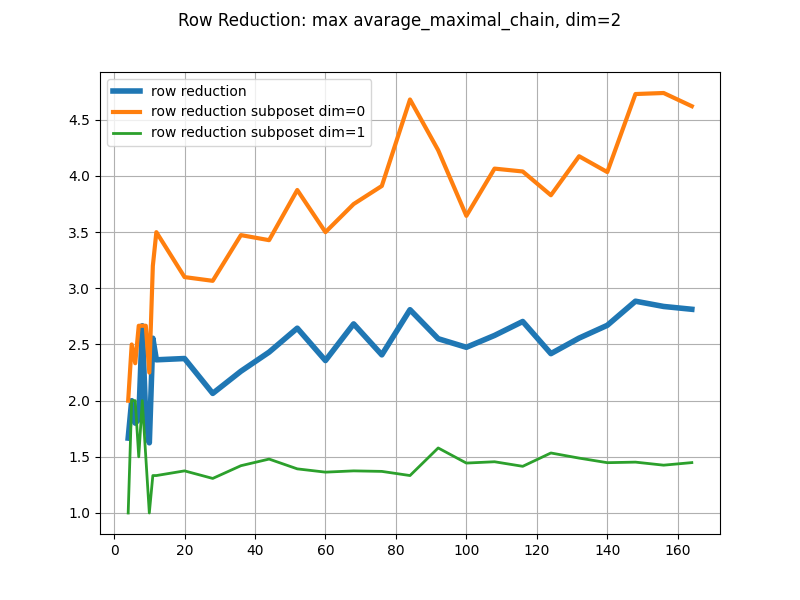 Row Reduction: max avarage_maximal_chain, dim=2
row reduction
row reduction subposet dim=0
row reduction subposet dim=1
4.5
4.0
3.5
3.0
2.5
2.0
1.5
1.0
0 20 40 60 80 100 120 140 160